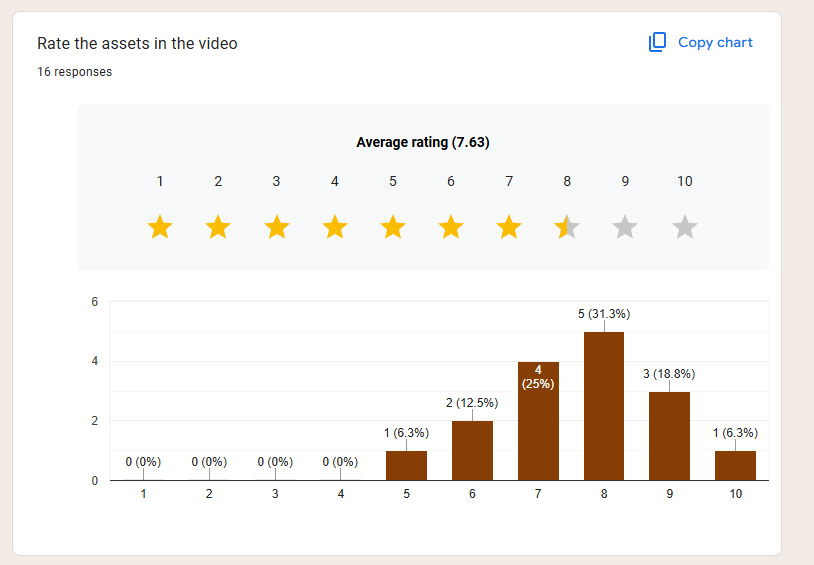 Rate the assets in the video
Copy chart
16 responses
Average rating (7.63)
1 2 3 4 5 6 7 8 9 10
6
5 (31.3%)
4
4
(25%)
3 (18.8%)
2 (12.5%)
2
1 (6.3%)
1 (6.3%)
0 (0%) 0 (0%) 0 (0%) 0 (0%)
0
1 2 3 4 5 6 7 8 9 10